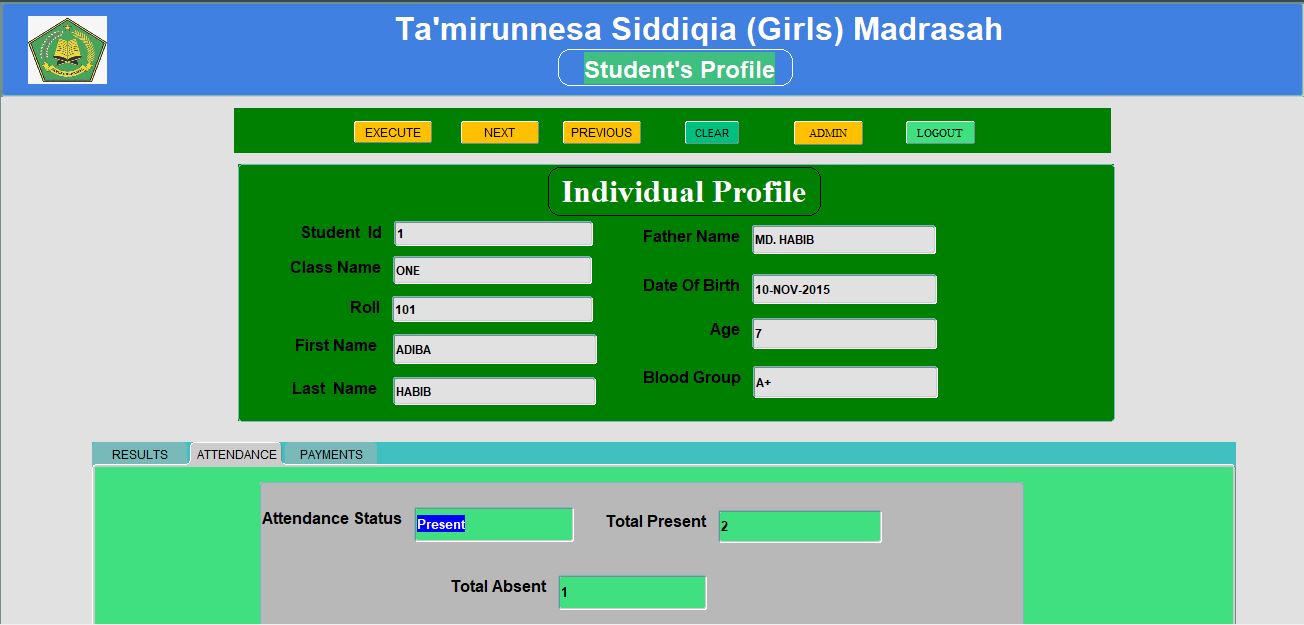 Ta'mirunnesa Siddiqia (Girls) Madrasah
Student's Profile
EXECUTE NEXT PREVIOUS CLEAR ADMIN LOGOUT
Individual Profile
Student Id 1
Class Name ONE
Roll 101
First Name ADIBA
Last Name HABIB
Father Name MD. HABIB
Date Of Birth 10-NOV-2015
Age 7
Blood Group A+
RESULTS ATTENDANCE PAYMENTS
Attendance Status Present Total Present 2
Total Absent 1